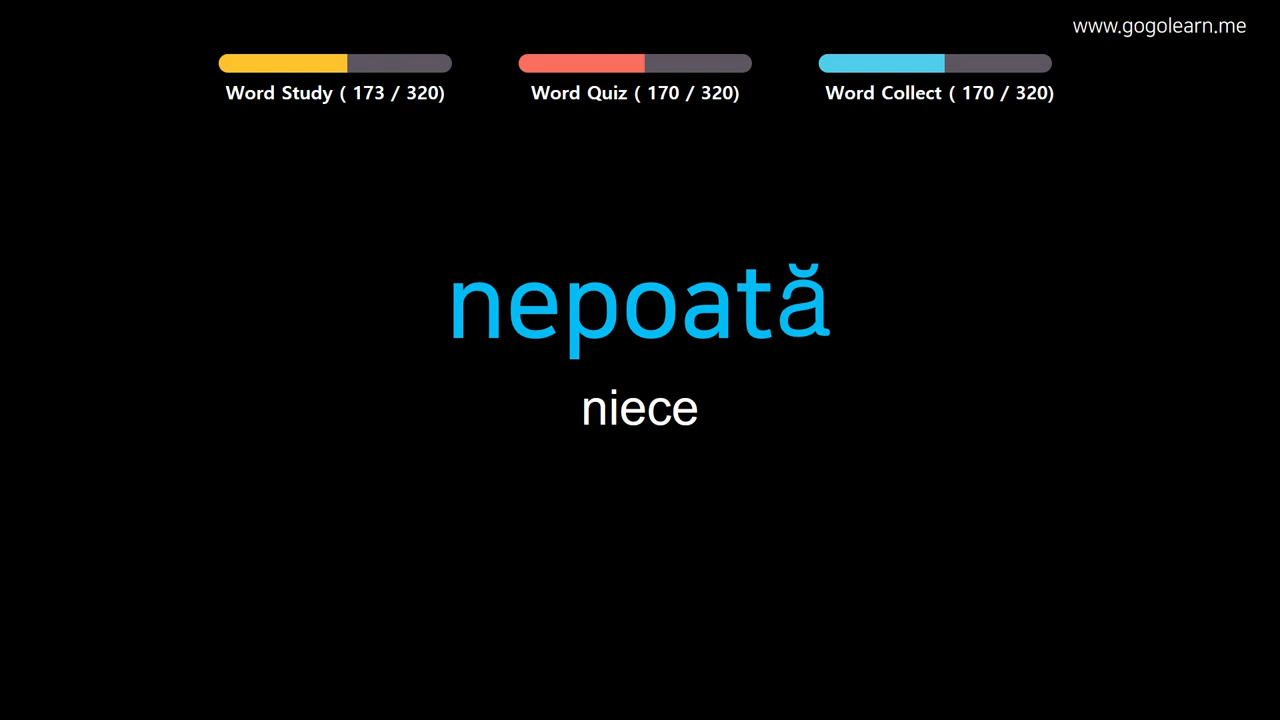 www.gogolearn.me
Word Study ( 173 / 320)
Word Quiz ( 170 / 320)
Word Collect ( 170 / 320)
nepoată
niece